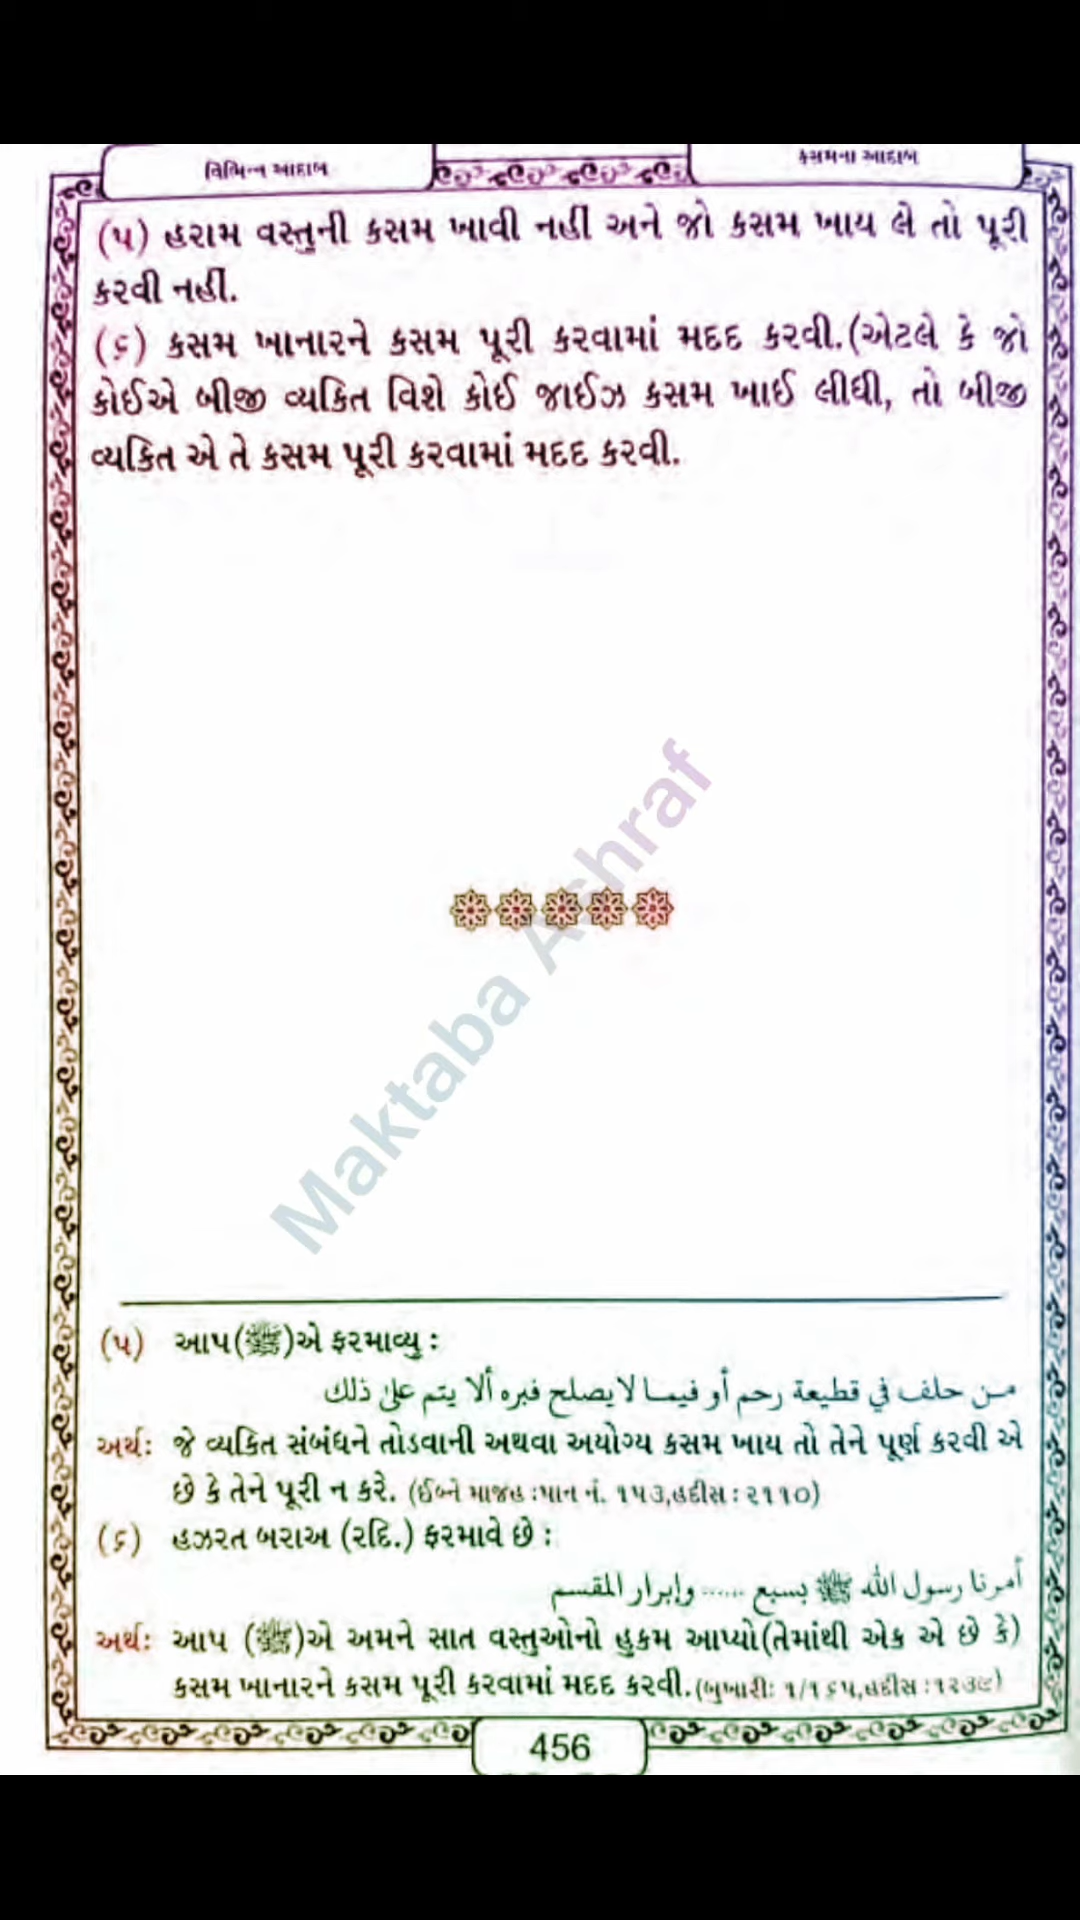 વિભિન્ન આદાબ
કસમના આદાબ
(૫) હરામ વસ્તુની કસમ ખાવી નહીં અને જો કસમ ખાય લે તો પૂરી
કરવી નહીં.
(૬) કસમ ખાનારને કસમ પૂરી કરવામાં મદદ કરવી.(એટલે કે જો
કોઈએ બીજી વ્યકિત વિશે કોઈ જાઈઝ કસમ ખાઈ લીધી, તો બીજી
વ્યકિત એ તે કસમ પૂરી કરવામાં મદદ કરવી.
Maktaba Ashraf
(૫) આપ(ﷺ)એ ફરમાવ્યુ :
من حلف في قطيعة رحم أو فيما لا يصلح فبره ألا يتم على ذلك
અર્થ: જે વ્યકિત સંબંધને તોડવાની અથવા અયોગ્ય કસમ ખાય તો તેને પૂર્ણ કરવી એ
છે કે તેને પૂરી ન કરે. (ઈબ્ને માજહ :પાન નં. ૧૫૩,હદીસ : ૨૧૧૦)
(૬) હઝરત બરાઅ (રદિ.) ફરમાવે છે :
أمرنا رسول الله ﷺ بسبع ...... وإبرار المقسم
અર્થ: આપ (ﷺ)એ અમને સાત વસ્તુઓનો હુકમ આપ્યો(તેમાંથી એક એ છે કે)
કસમ ખાનારને કસમ પૂરી કરવામાં મદદ કરવી.(બુખારી: ૧/૧૬૫,હદીસ :૧૨૩૯)
456